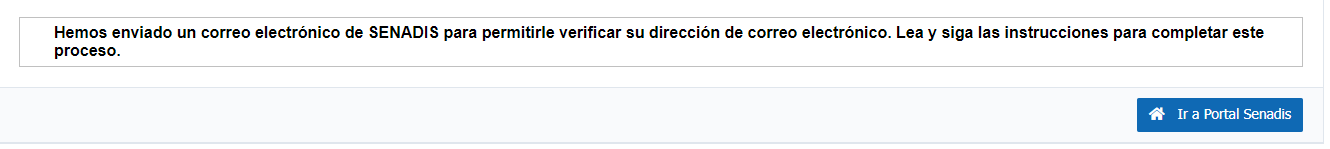 Hemos enviado un correo electrónico de SENADIS para permitirle verificar su dirección de correo electrónico. Lea y siga las instrucciones para completar este
proceso.
Ir a Portal Senadis